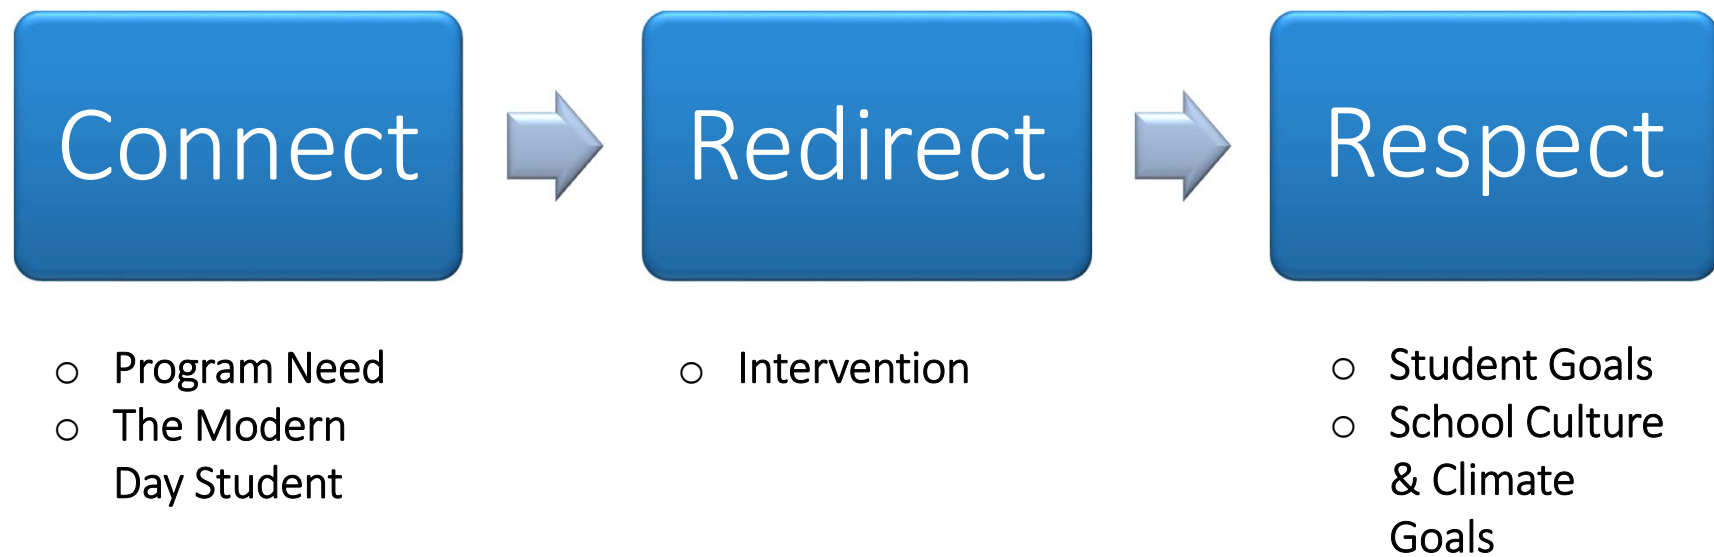 Connect
Redirect
Respect
o Program Need
o The Modern
Day Student
o Intervention
o Student Goals
o School Culture
& Climate
Goals